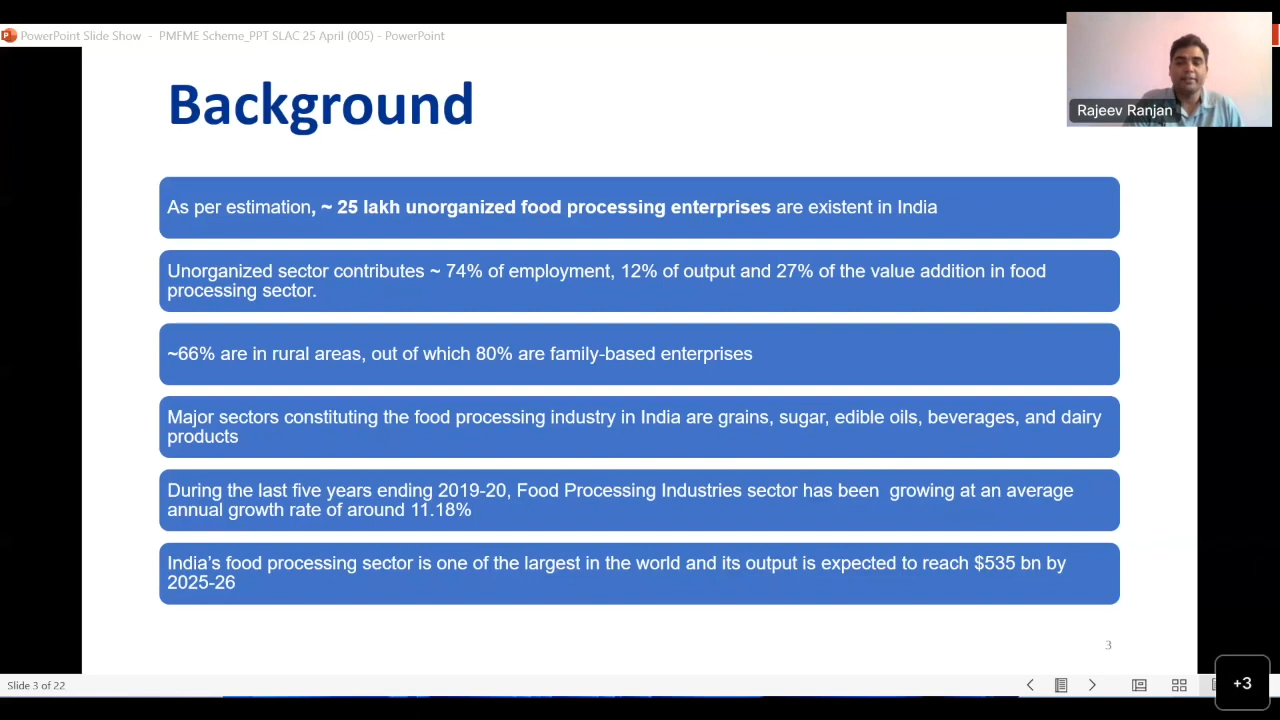 PowerPoint Slide Show - PMFME Scheme_PPT SLAC 25 April (005) - PowerPoint
Rajeev Ranjan
Background
As per estimation, ~ 25 lakh unorganized food processing enterprises are existent in India
Unorganized sector contributes ~ 74% of employment, 12% of output and 27% of the value addition in food
processing sector.
~66% are in rural areas, out of which 80% are family-based enterprises
Major sectors constituting the food processing industry in India are grains, sugar, edible oils, beverages, and dairy
products
During the last five years ending 2019-20, Food Processing Industries sector has been growing at an average
annual growth rate of around 11.18%
India’s food processing sector is one of the largest in the world and its output is expected to reach $535 bn by
2025-26
3
Slide 3 of 22
+3